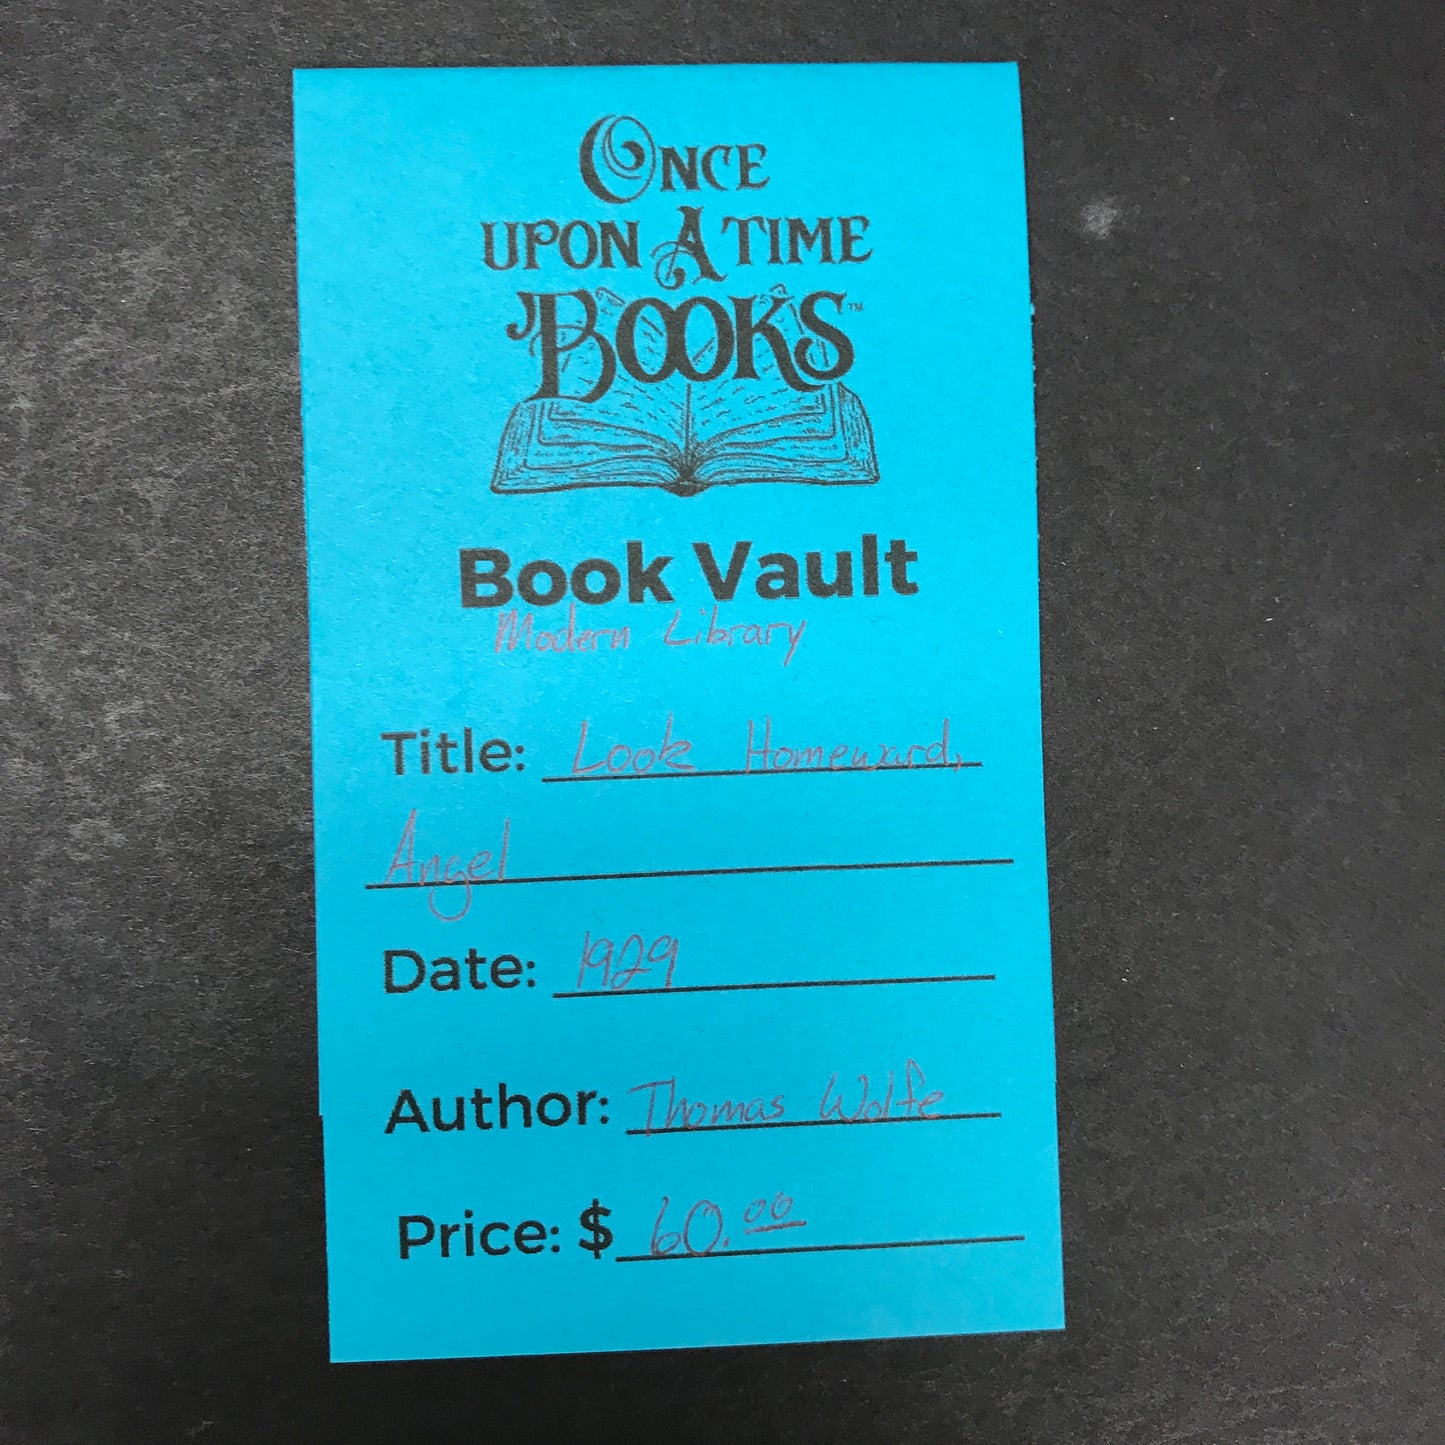 ONCE
UPON A TIME
BOOKS™
Book Vault
Modern Library
Title: Look Homeward,
Angel
Date: 1929
Author: Thomas Wolfe
Price: $ 60.00